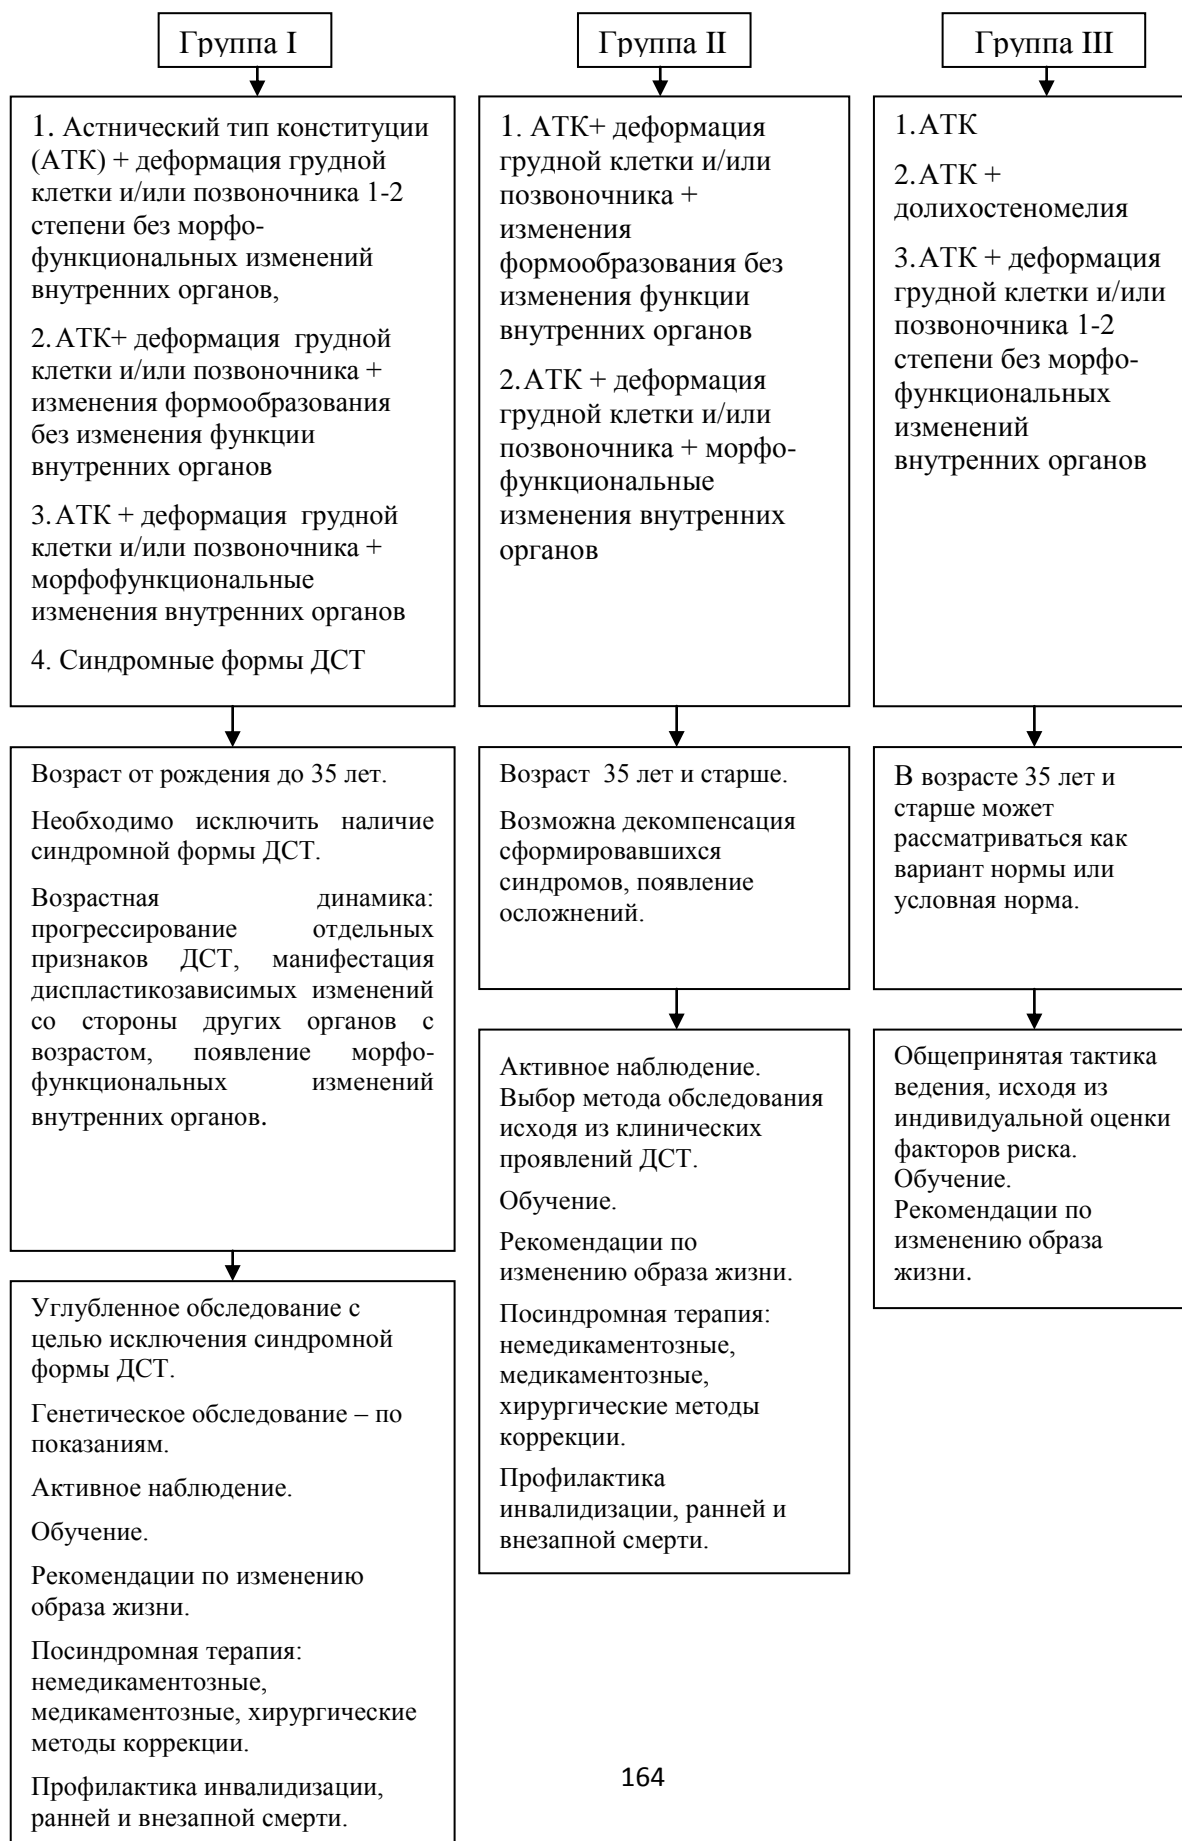 Группа I
1. Астнический тип конституции
(АТК) + деформация грудной
клетки и/или позвоночника 1-2
степени без морфо-
функциональных изменений
внутренних органов,
2. АТК+ деформация грудной
клетки и/или позвоночника +
изменения формообразования
без изменения функции
внутренних органов
3. АТК + деформация грудной
клетки и/или позвоночника +
морфофункциональные
изменения внутренних органов
4. Синдромные формы ДСТ
Возраст от рождения до 35 лет.
Необходимо исключить наличие
синдромной формы ДСТ.
Возрастная динамика:
прогрессирование отдельных
признаков ДСТ, манифестация
диспластикозависимых изменений
со стороны других органов с
возрастом, появление морфо-
функциональных изменений
внутренних органов.
Углубленное обследование с
целью исключения синдромной
формы ДСТ.
Генетическое обследование – по
показаниям.
Активное наблюдение.
Обучение.
Рекомендации по изменению
образа жизни.
Посиндромная терапия:
немедикаментозные,
медикаментозные, хирургические
методы коррекции.
Профилактика инвалидизации,
ранней и внезапной смерти.
Группа II
1. АТК+ деформация
грудной клетки и/или
позвоночника +
изменения
формообразования без
изменения функции
внутренних органов
2. АТК + деформация
грудной клетки и/или
позвоночника + морфо-
функциональные
изменения внутренних
органов
Возраст 35 лет и старше.
Возможна декомпенсация
сформировавшихся
синдромов, появление
осложнений.
Активное наблюдение.
Выбор метода обследования
исходя из клинических
проявлений ДСТ.
Обучение.
Рекомендации по
изменению образа жизни.
Посиндромная терапия:
немедикаментозные,
медикаментозные,
хирургические методы
коррекции.
Профилактика
инвалидизации, ранней и
внезапной смерти.
Группа III
1. АТК
2. АТК +
долихостеномелия
3. АТК + деформация
грудной клетки и/или
позвоночника 1-2
степени без морфо-
функциональных
изменений
внутренних органов
В возрасте 35 лет и
старше может
рассматриваться как
вариант нормы или
условная норма.
Общепринятая тактика
ведения, исходя из
индивидуальной оценки
факторов риска.
Обучение.
Рекомендации по
изменению образа
жизни.
164